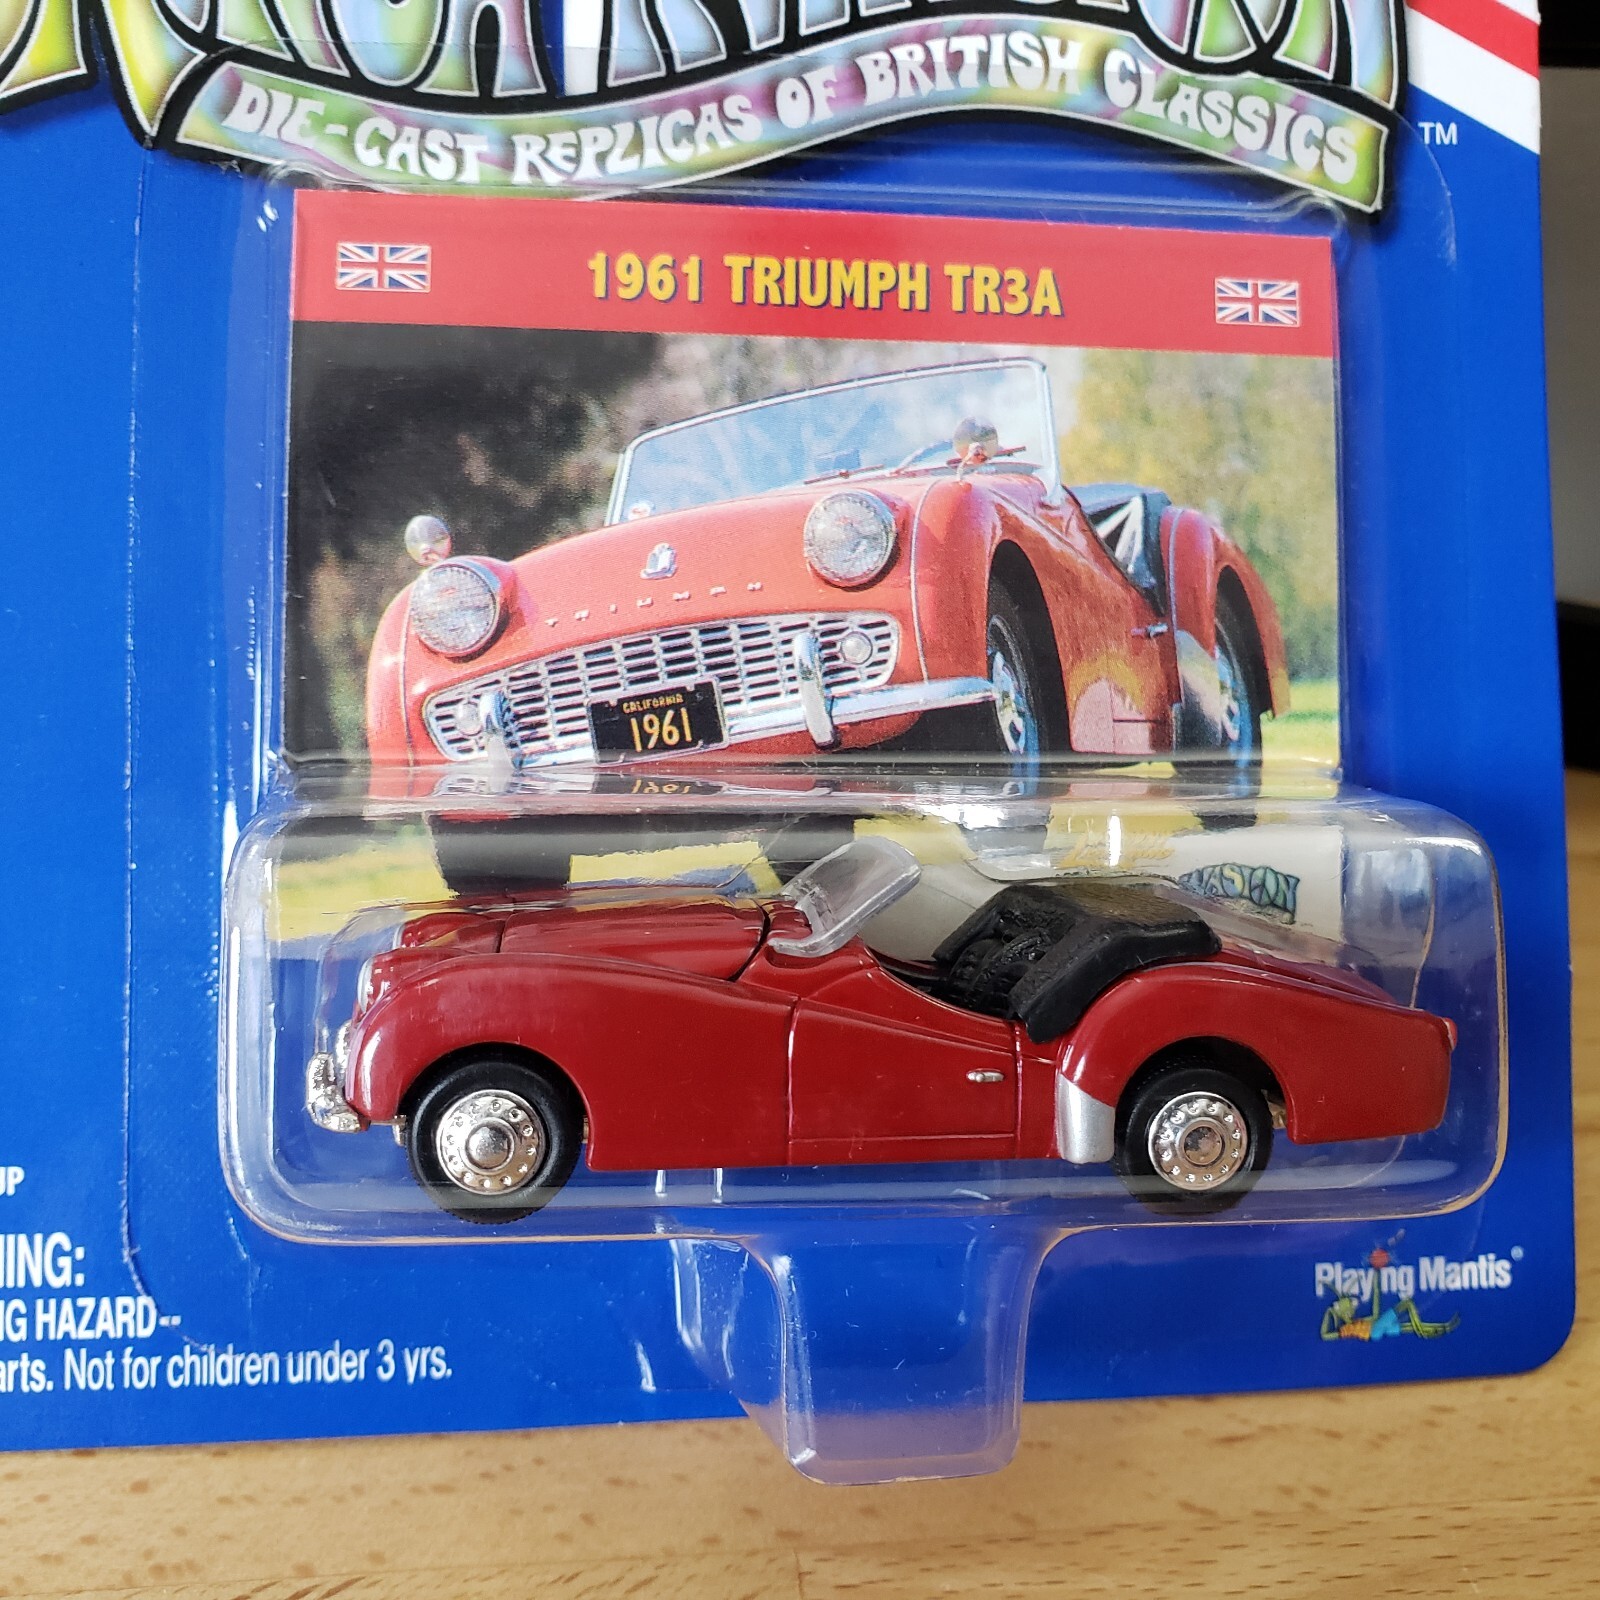 DIE-CAST REPLICAS OF BRITISH CLASSICS
TM
1961 TRIUMPH TR3A
TRIUMPH
CALIFORNIA
1961
UP
NING:
NG HAZARD--
arts. Not for children under 3 yrs.
Playing Mantis®